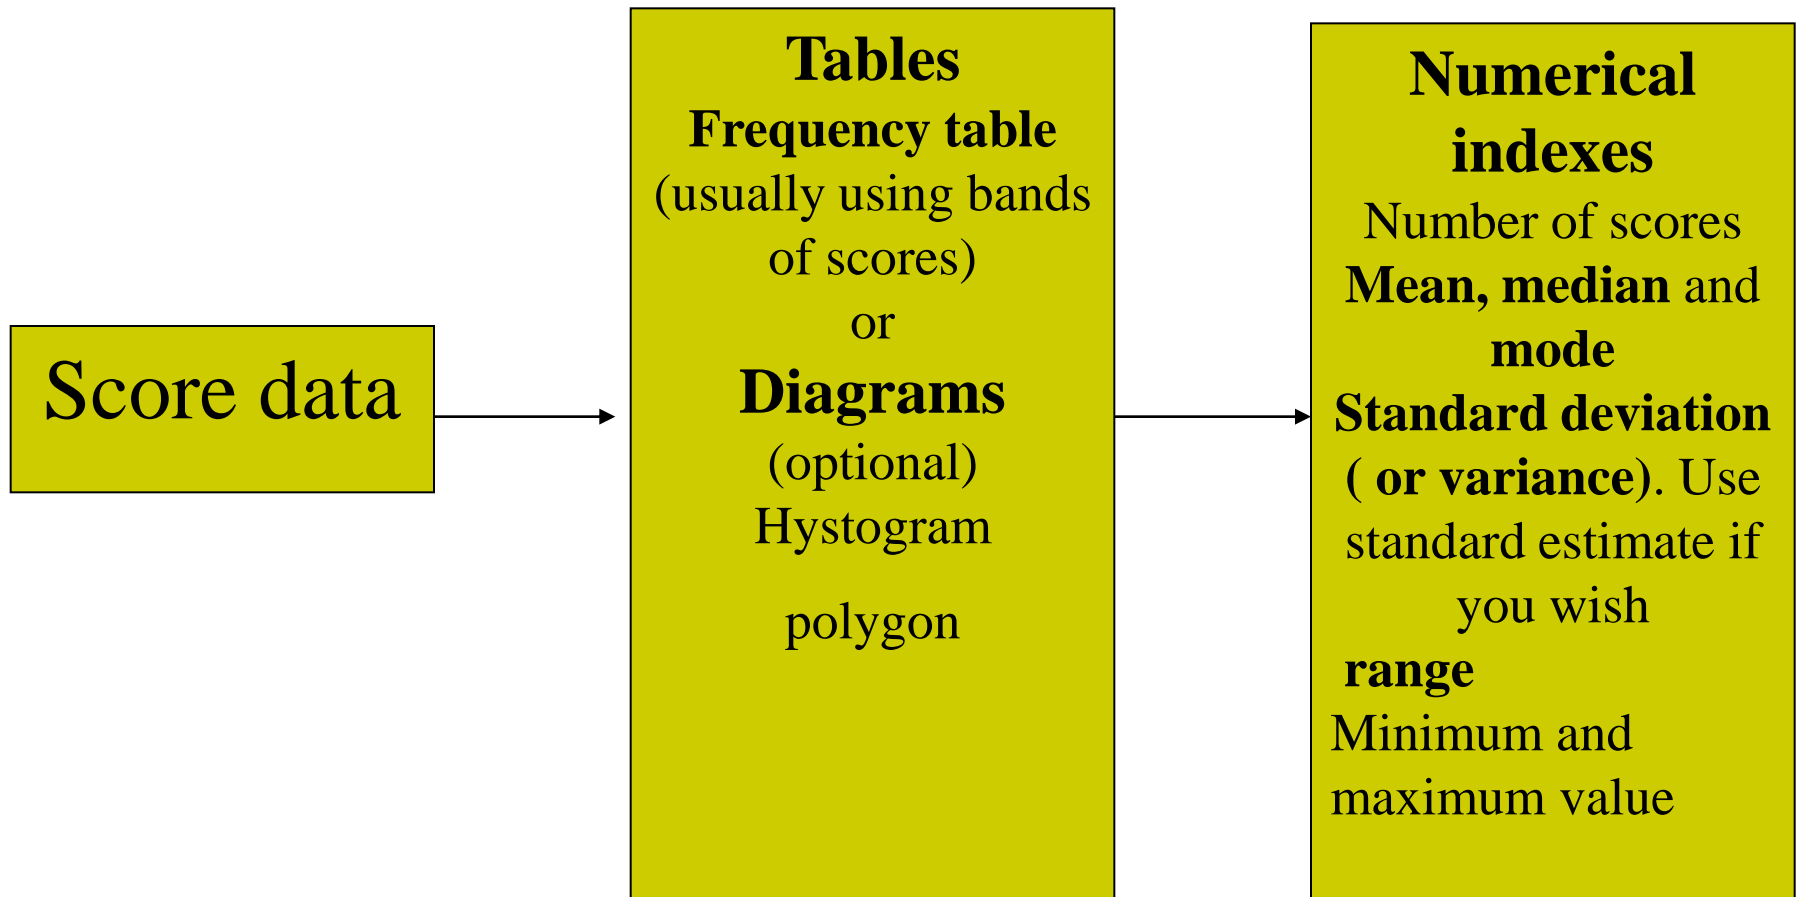 Score data
Tables
Frequency table
(usually using bands
of scores)
or
Diagrams
(optional)
Hystogram
polygon
Numerical
indexes
Number of scores
Mean, median and
mode
Standard deviation
( or variance). Use
standard estimate if
you wish
range
Minimum and
maximum value